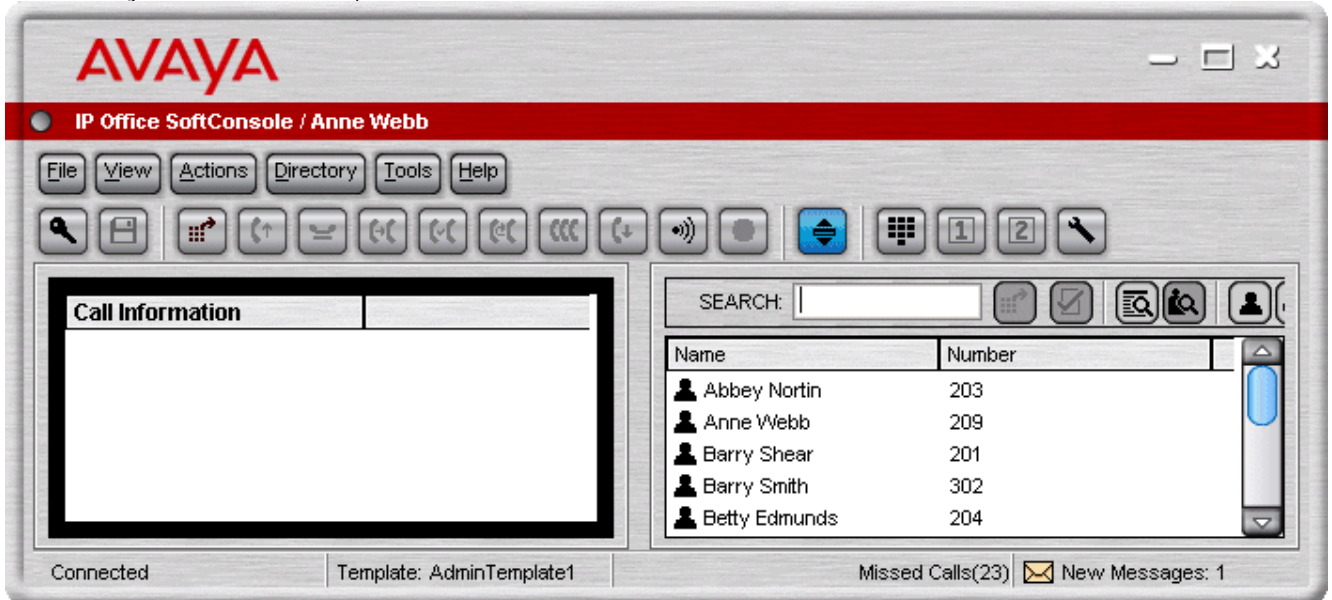 AVAYA
IP Office SoftConsole / Anne Webb
File View Actions Directory Tools Help
1 2
Call Information
SEARCH:
Name Number
Abbey Nortin 203
Anne Webb 209
Barry Shear 201
Barry Smith 302
Betty Edmunds 204
Connected Template: AdminTemplate1 Missed Calls(23) New Messages: 1